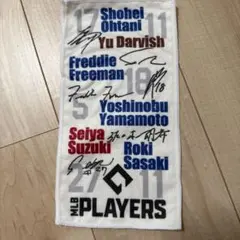 17
11
Shohei
Ohtani
Yu Darvish
Freddie
Freeman
18
5
Yoshinobu
Yamamoto
Seiya
Suzuki
Roki
Sasaki
27
11
MLB
PLAYERS